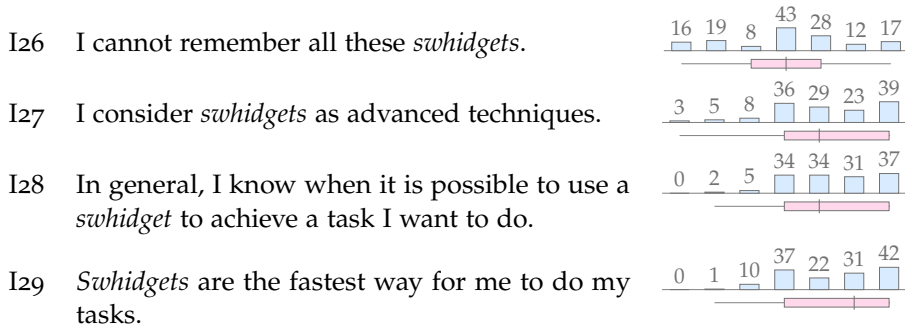 I26 I cannot remember all these swhidgets.
16 19 8 43 28 12 17
I27 I consider swhidgets as advanced techniques.
3 5 8 36 29 23 39
I28 In general, I know when it is possible to use a
swhidget to achieve a task I want to do.
0 2 5 34 34 31 37
I29 Swhidgets are the fastest way for me to do my
tasks.
0 1 10 37 22 31 42